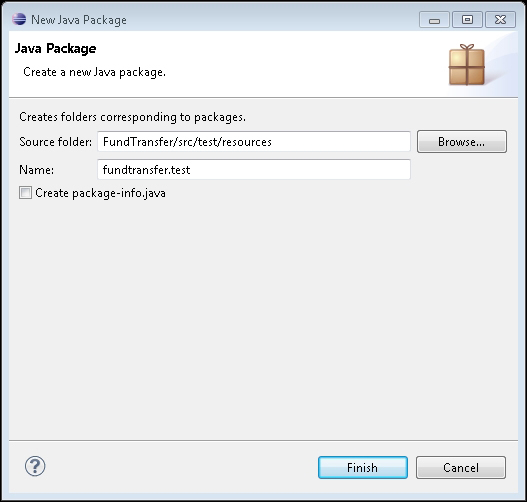 New Java Package
Java Package
Create a new Java package.
Creates folders corresponding to packages.
Source folder: FundTransfer/src/test/resources Browse...
Name: fundtransfer.test
Create package-info.java
? Finish Cancel